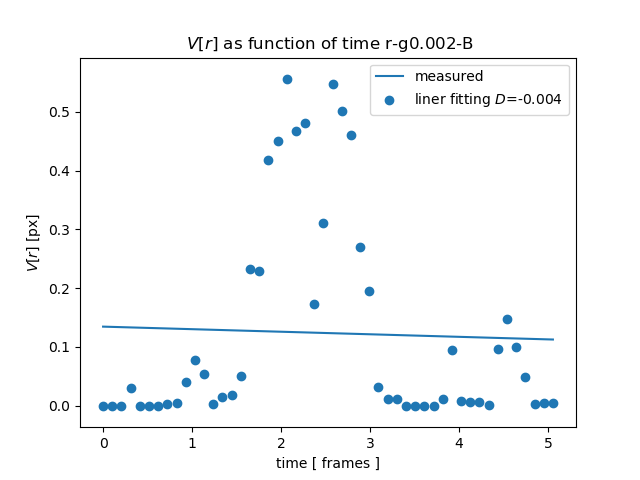 V[r] as function of time r-g0.002-B
measured
liner fitting D=-0.004
V[r] [px]
0.5
0.4
0.3
0.2
0.1
0.0
0 1 2 3 4 5
time [ frames ]